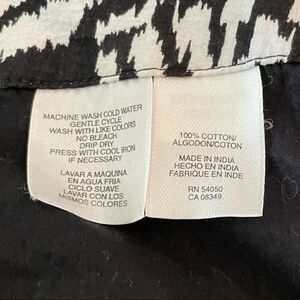 MACHINE WASH COLD WATER
GENTLE CYCLE
WASH WITH LIKE COLORS
NO BLEACH
DRIP DRY
PRESS WITH COOL IRON
IF NECESSARY
LAVAR A MAQUINA
EN AGUA FRIA
CICLO SUAVE
LAVAR CON LOS
MISMOS COLORES
100% COTTON/
ALGODON/COTON/
MADE IN INDIA
HECHO EN INDIA
FABRIQUE EN INDE
RN 54050
CA 08349